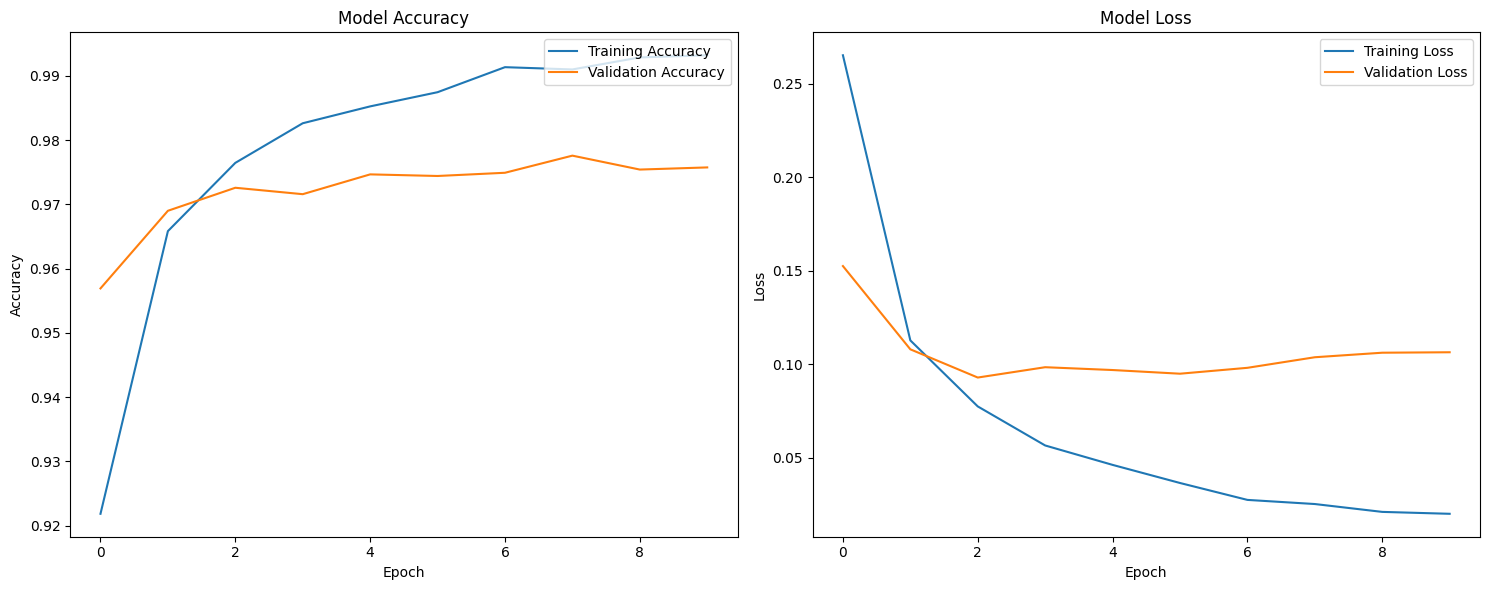 Model Accuracy
Training Accuracy
Validation Accuracy
0.99
0.98
0.97
0.96
0.95
0.94
0.93
0.92
Accuracy
0 2 4 6 8
Epoch
Model Loss
Training Loss
Validation Loss
0.25
0.20
0.15
0.10
0.05
Loss
0 2 4 6 8
Epoch